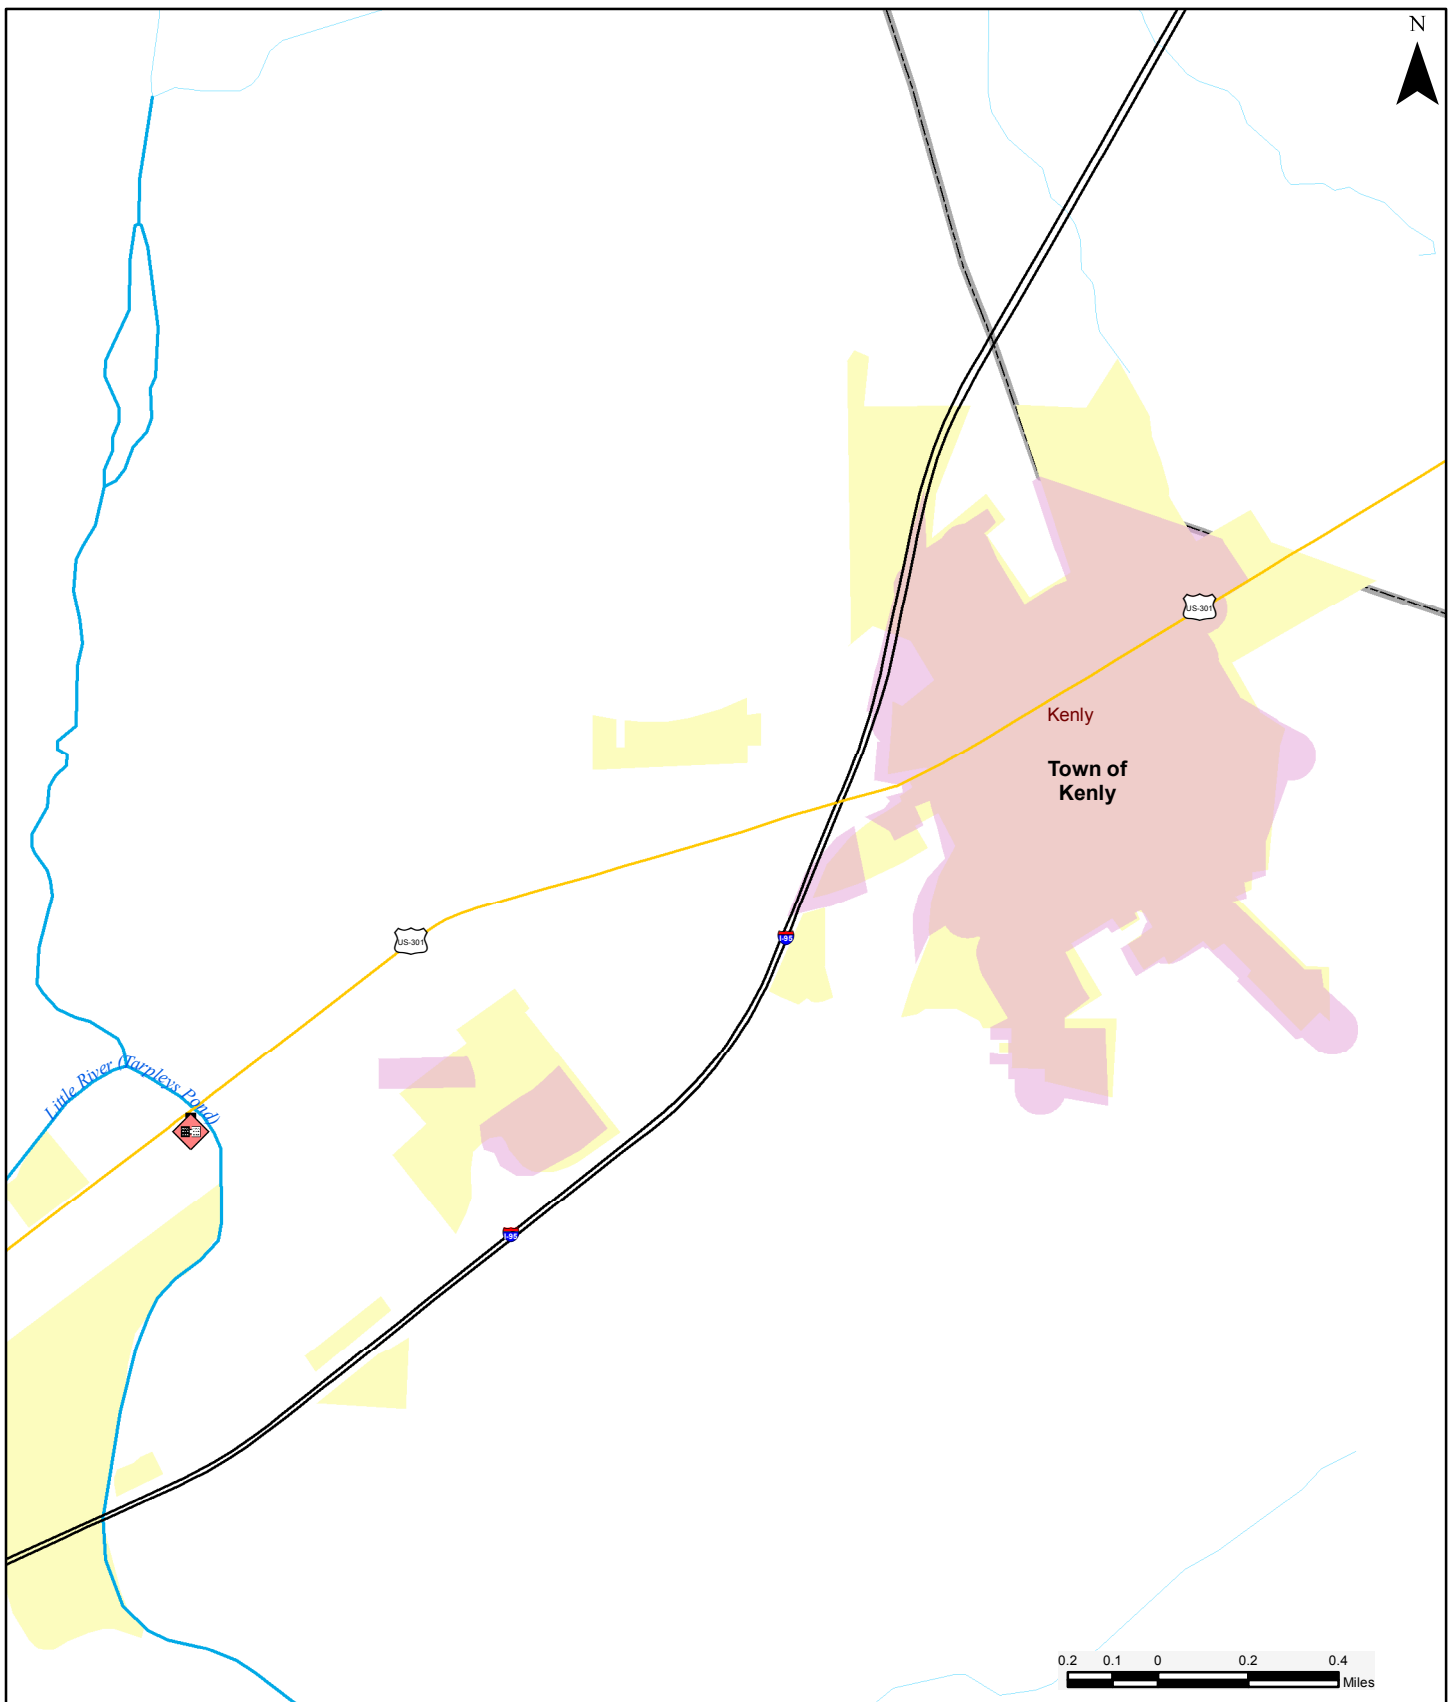 N
US-301
Kenly
Town of
Kenly
US-301
I-95
Little River (Tarpleys Pond)
I-95
0.2 0.1 0 0.2 0.4
Miles